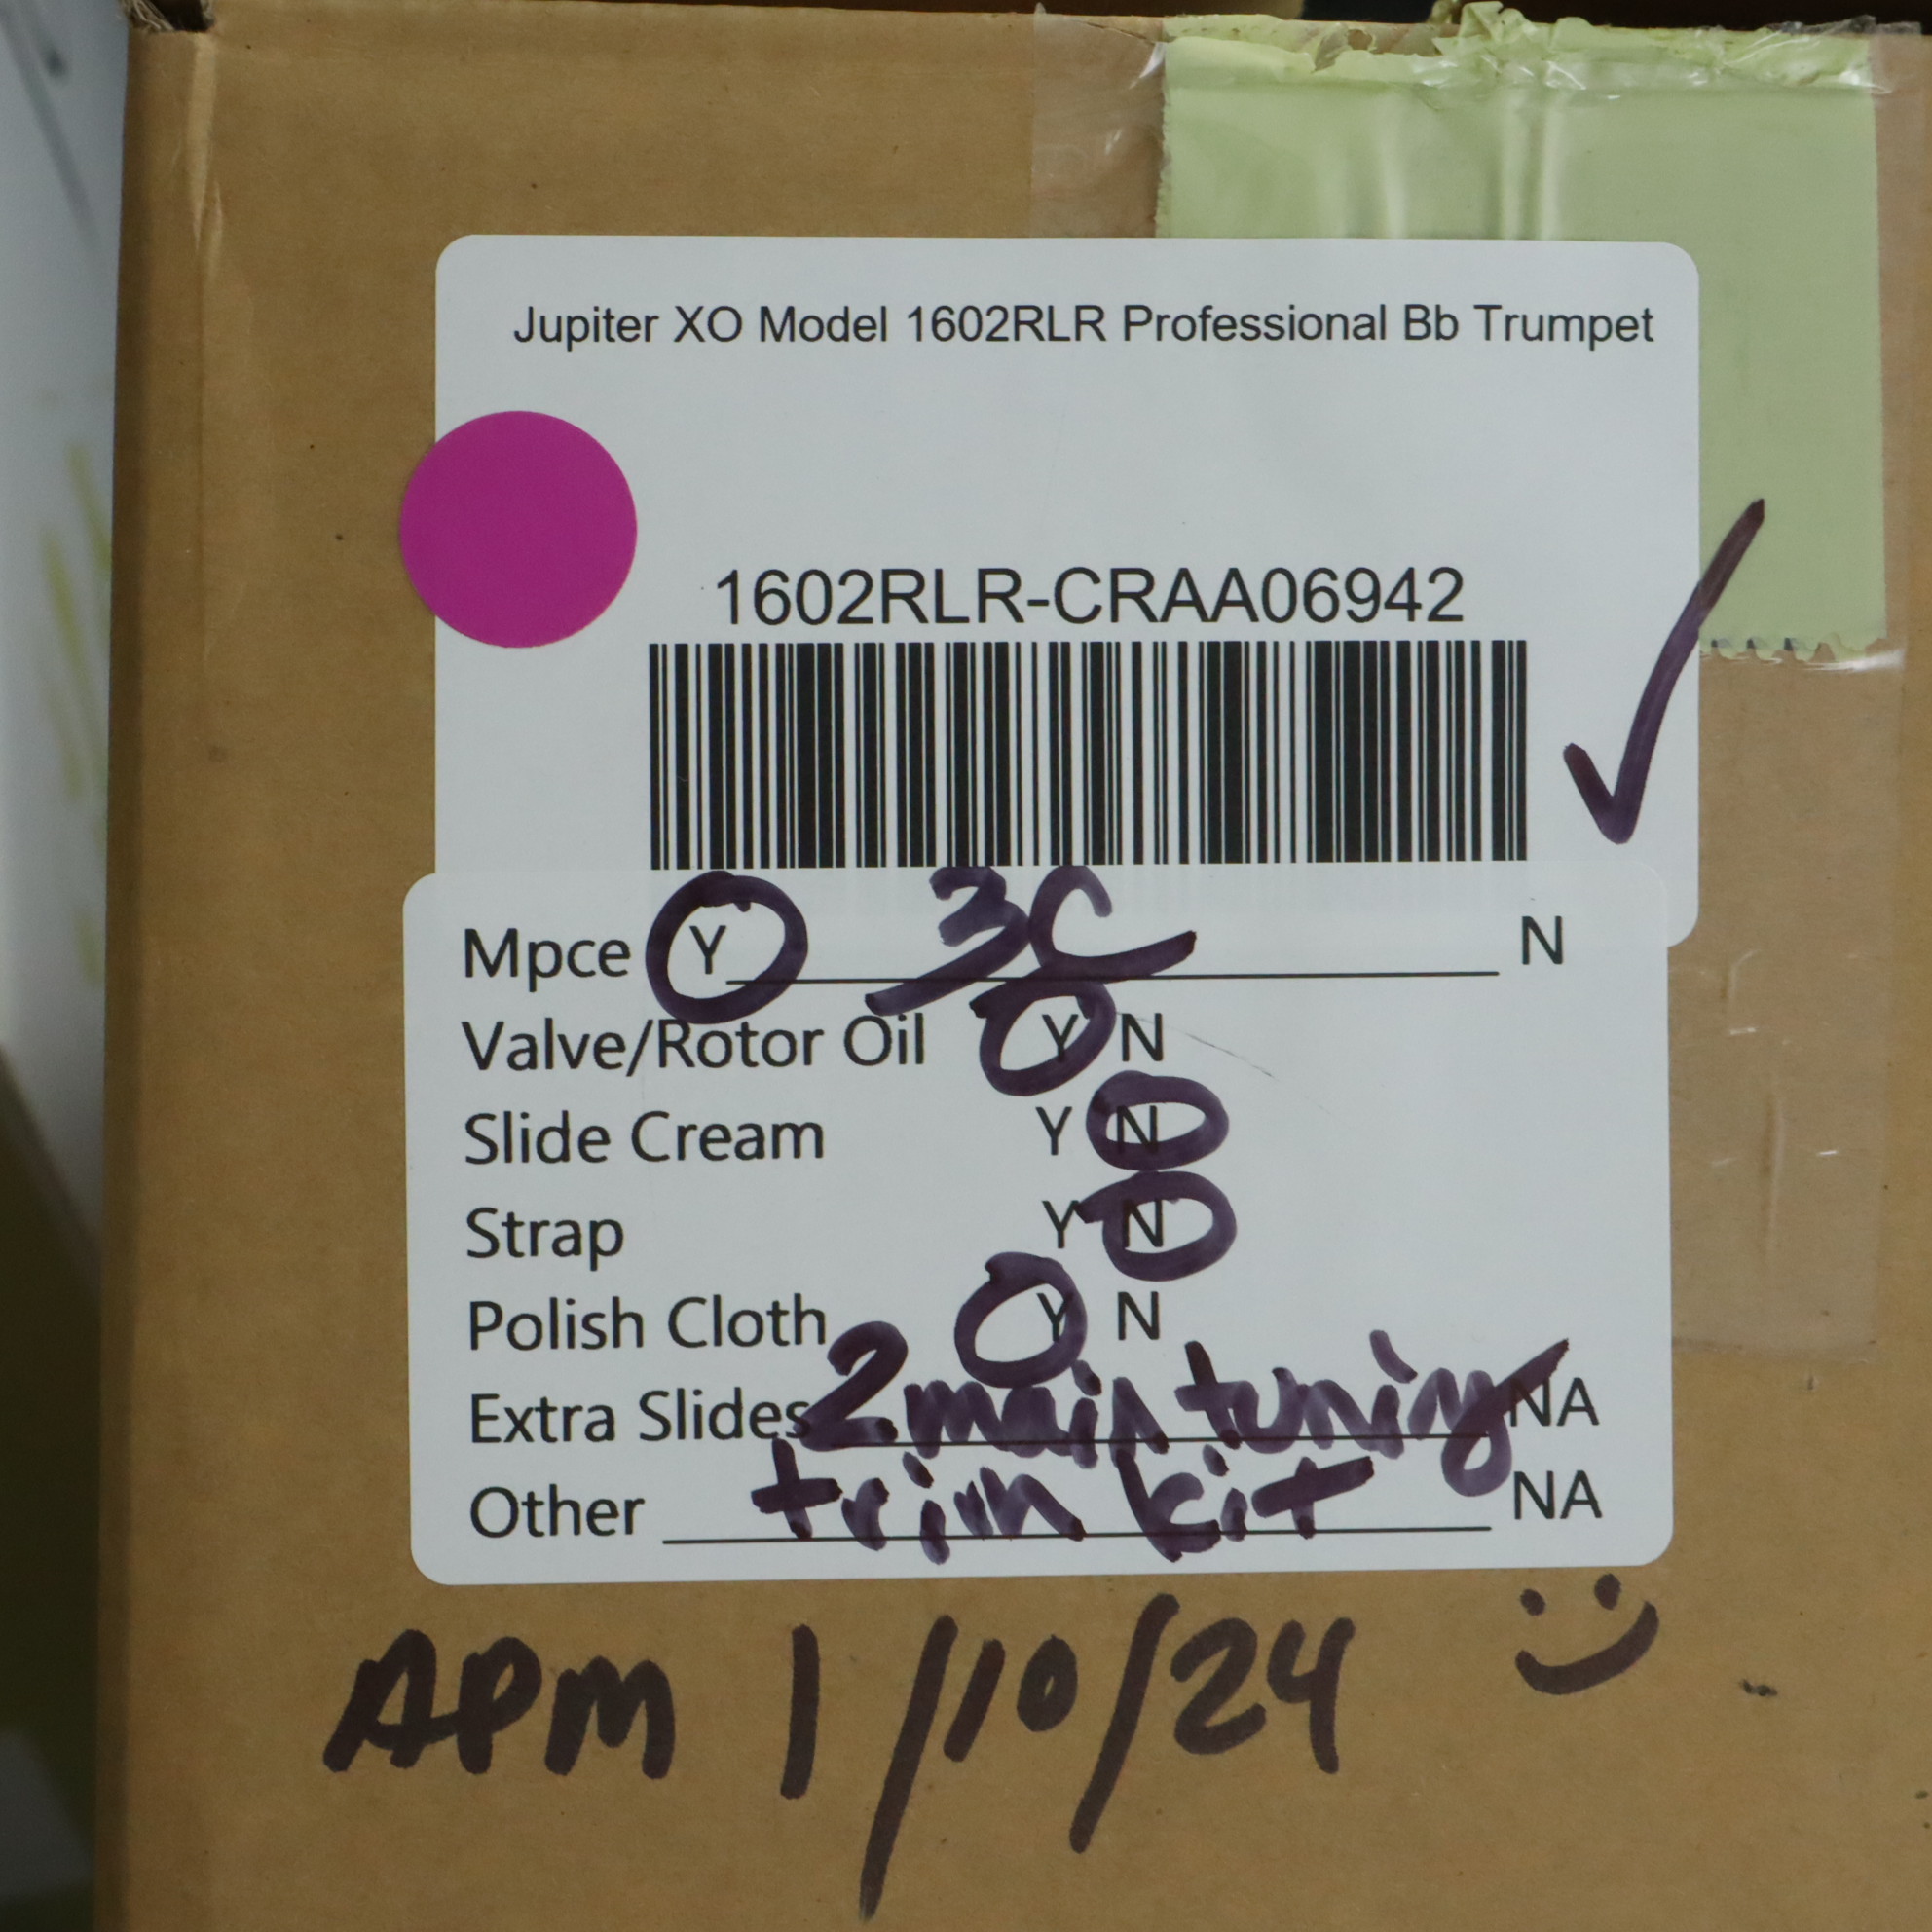 Jupiter XO Model 1602RLR Professional Bb Trumpet
1602RLR-CRAA06942
Mpce Y 3C N
Valve/Rotor Oil Y N
Slide Cream Y N
Strap Y N
Polish Cloth Y N
Extra Slides 2 main tuning NA
Other trim kit NA
APM 1/10/24